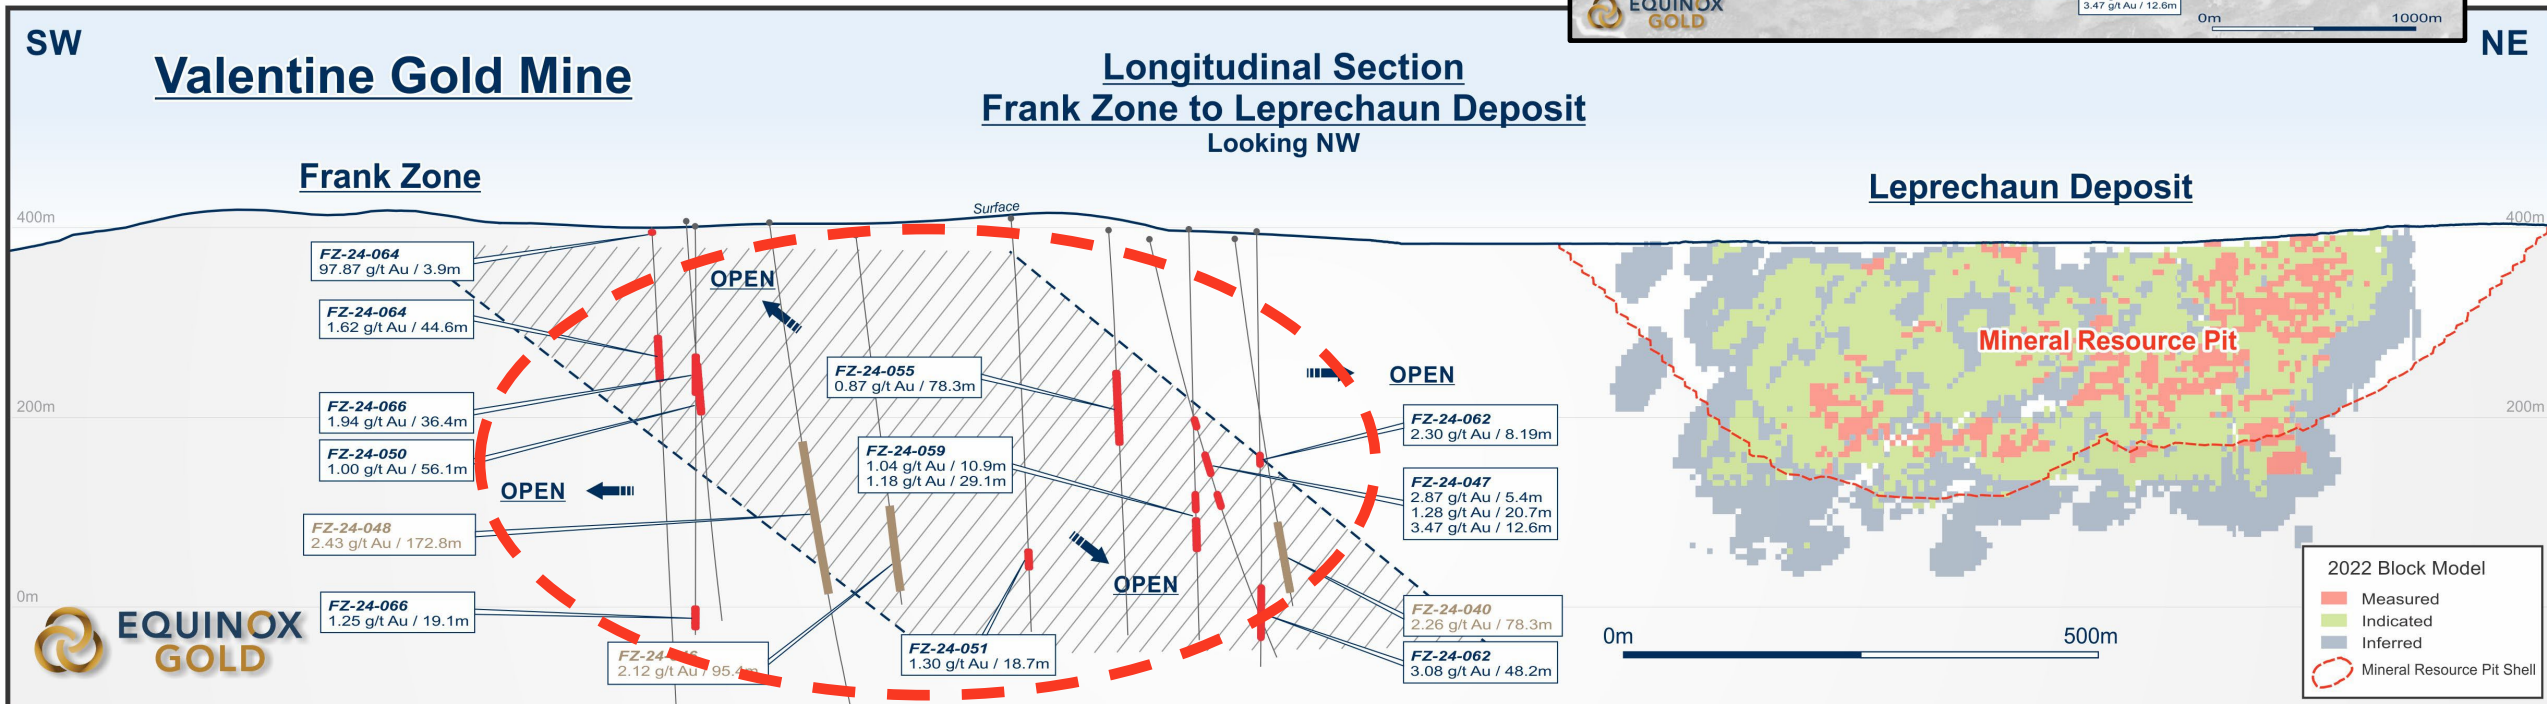 EQUINOX
GOLD
3.47 g/t Au / 12.6m
0m
1000m
SW
NE
Valentine Gold Mine
Longitudinal Section
Frank Zone to Leprechaun Deposit
Looking NW
Frank Zone
Leprechaun Deposit
Surface
400m
400m
FZ-24-064
97.87 g/t Au / 3.9m
OPEN
FZ-24-064
1.62 g/t Au / 44.6m
Mineral Resource Pit
FZ-24-055
0.87 g/t Au / 78.3m
OPEN
200m
200m
FZ-24-066
1.94 g/t Au / 36.4m
FZ-24-062
2.30 g/t Au / 8.19m
FZ-24-050
1.00 g/t Au / 56.1m
FZ-24-059
1.04 g/t Au / 10.9m
1.18 g/t Au / 29.1m
OPEN
FZ-24-047
2.87 g/t Au / 5.4m
1.28 g/t Au / 20.7m
3.47 g/t Au / 12.6m
FZ-24-048
2.43 g/t Au / 172.8m
OPEN
0m
FZ-24-066
1.25 g/t Au / 19.1m
FZ-24-040
2.26 g/t Au / 78.3m
EQUINOX
GOLD
2.12 g/t Au / 95.4m
FZ-24-051
1.30 g/t Au / 18.7m
FZ-24-062
3.08 g/t Au / 48.2m
0m
500m
2022 Block Model
Measured
Indicated
Inferred
Mineral Resource Pit Shell